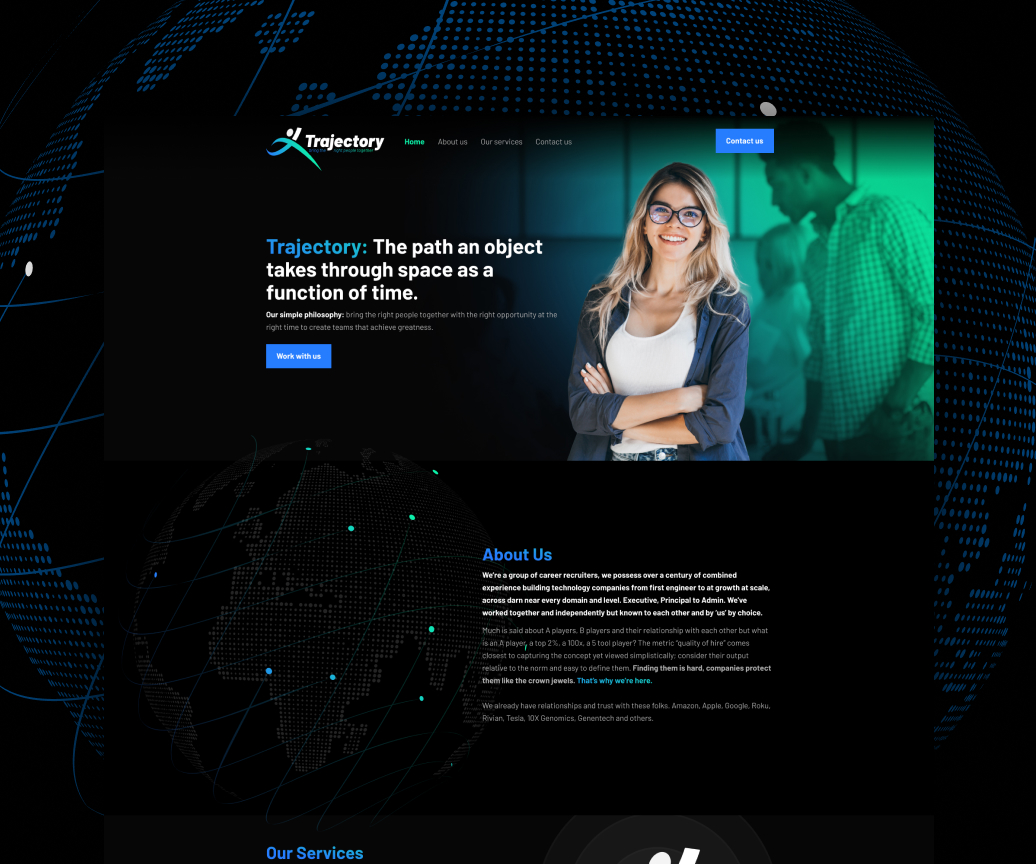 Trajectory
Home About us Our services Contact us
Contact us
Trajectory: The path an object
takes through space as a
function of time.
Our simple philosophy: bring the right people together with the right opportunity at the
right time to create teams that achieve greatness.
Work with us
About Us
We're a group of career recruiters, we possess over a century of combined
experience building technology companies from first engineer to at growth at scale,
across darn near every domain and level. Executive, Principal to Admin. We've
worked together and independently but known to each other and by 'us' by choice.
Much is said about A players, B players and their relationship with each other but what
is an A player, a top 2%, a 100x, a 5 tool player? The metric "quality of hire" comes
closest to capturing the concept yet viewed simplistically; consider their output
relative to the norm and easy to define them. Finding them is hard, companies protect
them like the crown jewels. That's why we're here.
We already have relationships and trust with these folks. Amazon, Apple, Google, Roku,
Rivian, Tesla, 10X Genomics, Genentech and others.
Our Services